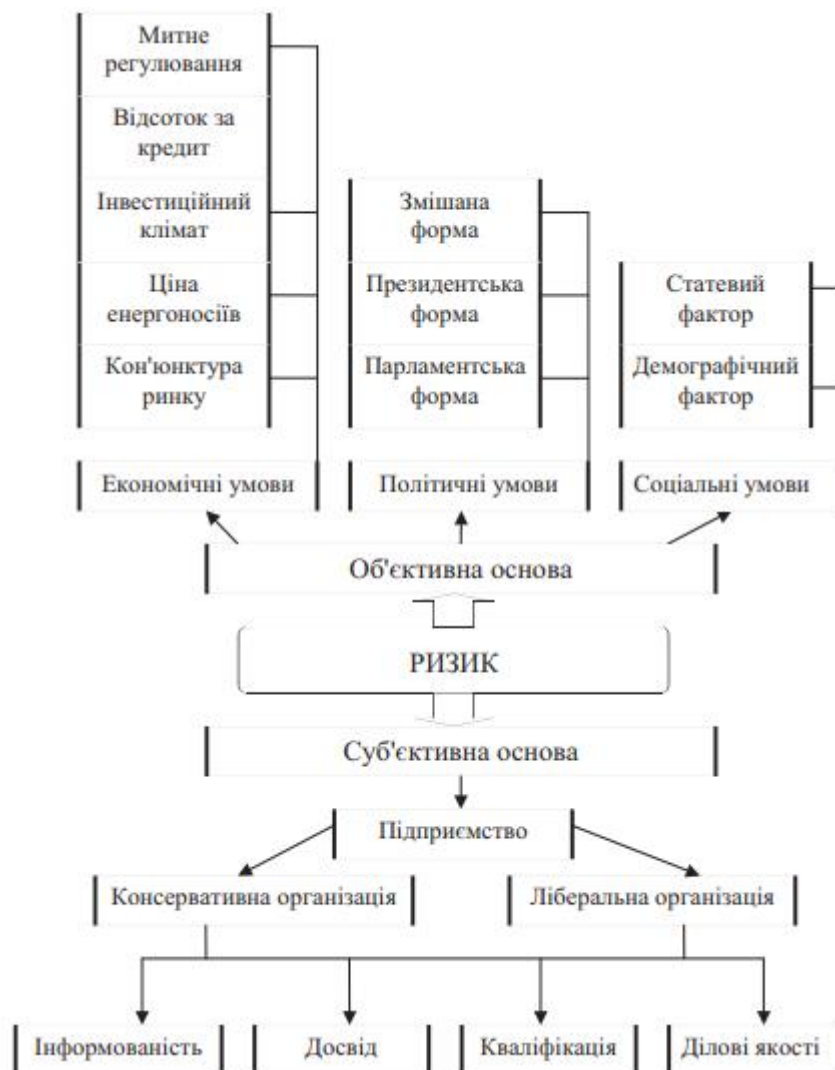 Митне
регулювання
Відсоток за
кредит
Інвестиційний
клімат
Ціна
енергоносіїв
Кон'юнктура
ринку
Змішана
форма
Президентська
форма
Парламентська
форма
Статевий
фактор
Демографічний
фактор
Економічні умови
Політичні умови
Соціальні умови
Об'єктивна основа
РИЗИК
Суб'єктивна основа
Підприємство
Консервативна організація
Ліберальна організація
Інформованість
Досвід
Кваліфікація
Ділові якості